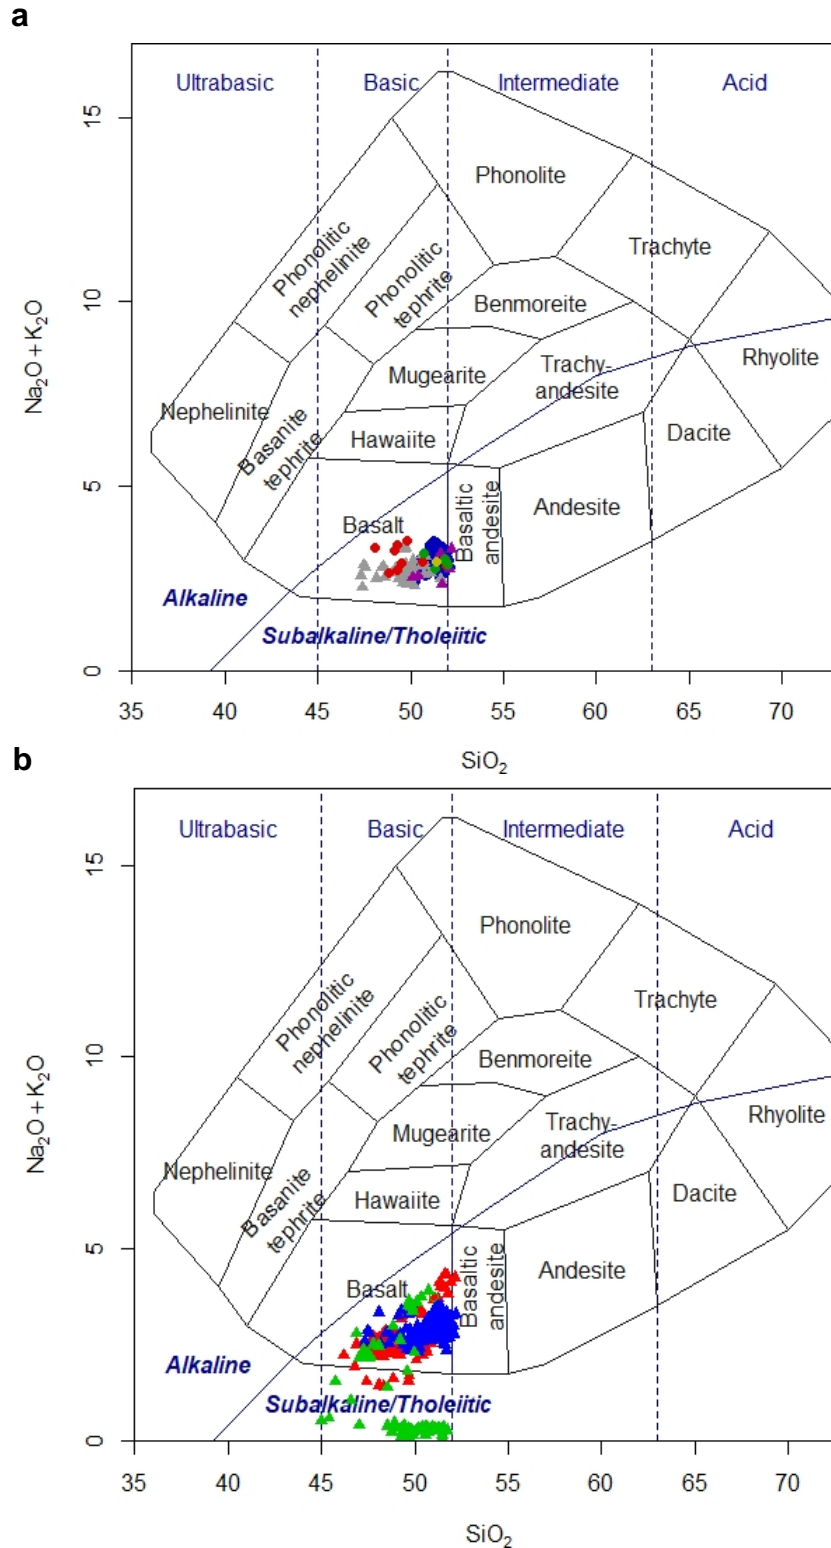 a
Ultrabasic Basic Intermediate Acid
15
Phonolite
Trachyte
Phonolitic
nephelinite
Phonolitic
tephrite
10
Benmoreite
Na₂O + K₂O
Rhyolite
Mugearite
Trachy-
andesite
Nephelinite
Basanite
tephrite
Hawaiite
Dacite
5
Basalt
Basaltic
andesite
Andesite
Alkaline
Subalkaline/Tholeiitic
0
35 40 45 50 55 60 65 70
SiO₂
b
Ultrabasic Basic Intermediate Acid
15
Phonolite
Trachyte
Phonolitic
nephelinite
Phonolitic
tephrite
10
Benmoreite
Na₂O + K₂O
Rhyolite
Mugearite
Trachy-
andesite
Nephelinite
Basanite
tephrite
Hawaiite
Dacite
5
Basalt
Basaltic
andesite
Andesite
Alkaline
Subalkaline/Tholeiitic
0
35 40 45 50 55 60 65 70
SiO₂